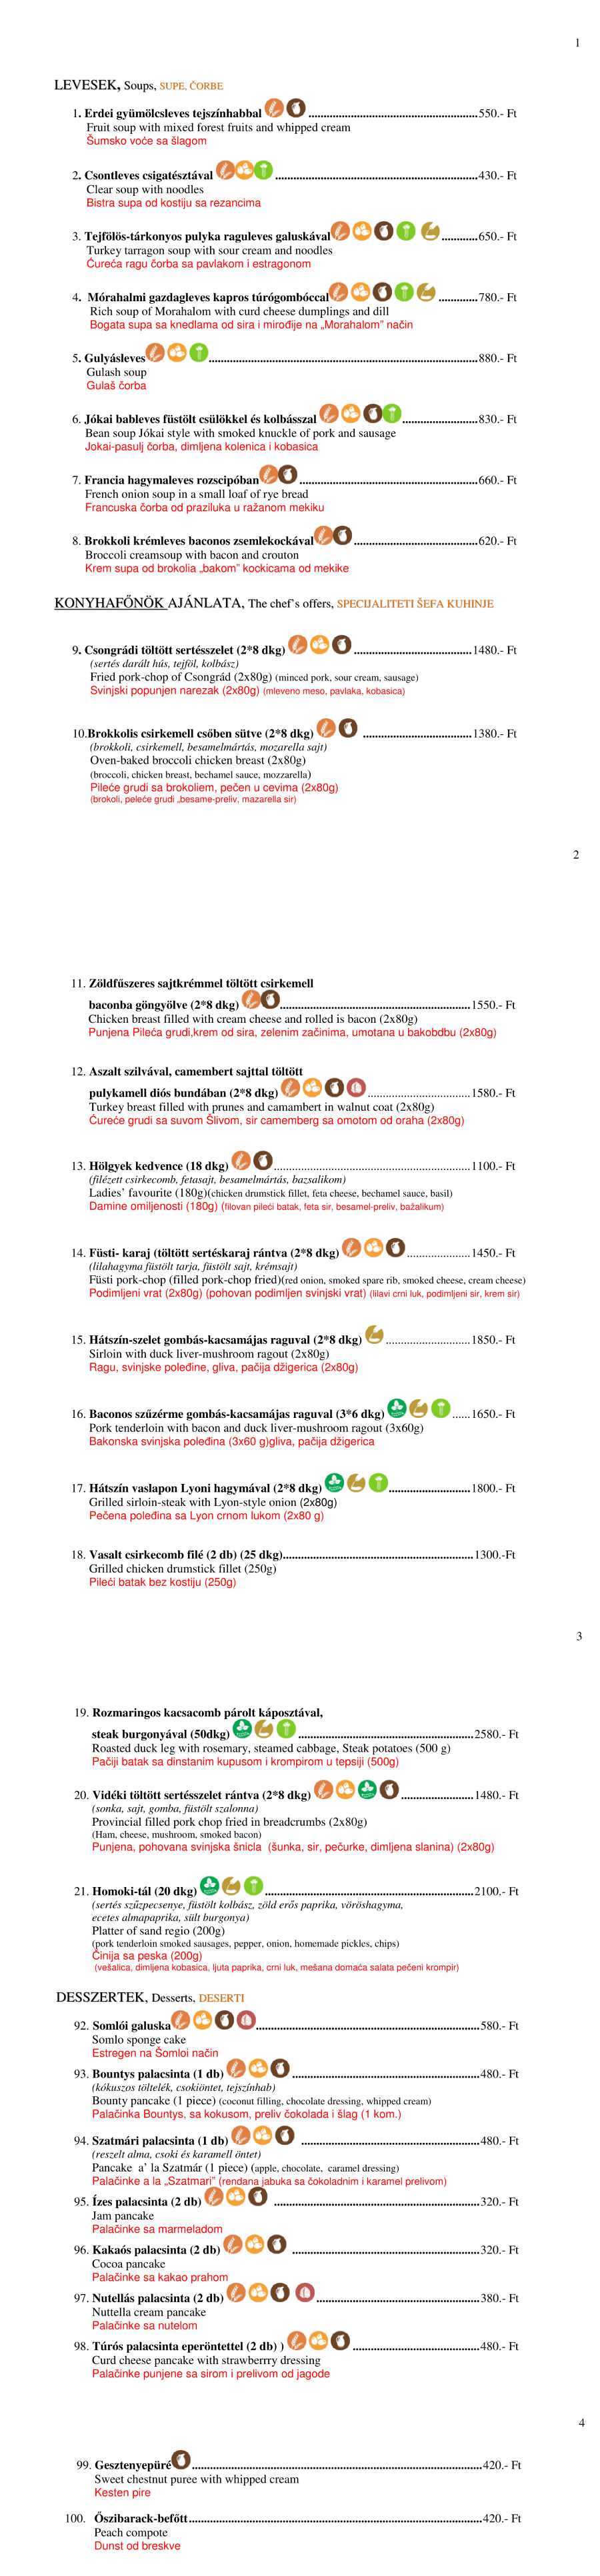 1
LEVESEK, Soups, SUPE, ČORBE
1. Erdei gyümölcsleves tejszínhabbal ..........550.- Ft
Fruit soup with mixed forest fruits and whipped cream
Šumsko voće sa šlagom
2. Csontleves csigatésztával ..........430.- Ft
Clear soup with noodles
Bistra supa od kostiju sa rezancima
3. Tejfölös-tárkonyos pulyka raguleves galuskával ..........650.- Ft
Turkey tarragon soup with sour cream and noodles
Ćureća ragu čorba sa pavlakom i estragonom
4. Mórahalmi gazdagleves kapros túrógombóccal ..........780.- Ft
Rich soup of Morahalom with curd cheese dumplings and dill
Bogata supa sa knedlama od sira i mirođije na „Morahalom” način
5. Gulyásleves ..........880.- Ft
Gulash soup
Gulaš čorba
6. Jókai bableves füstölt csülökkel és kolbásszal ..........830.- Ft
Bean soup Jókai style with smoked knuckle of pork and sausage
Jokai-pasulj čorba, dimljena kolenica i kobasica
7. Francia hagymaleves rozscipóban ..........660.- Ft
French onion soup in a small loaf of rye bread
Francuska čorba od praziluka u ražanom mekiku
8. Brokkoli krémleves baconos zsemlekockával ..........620.- Ft
Broccoli creamsoup with bacon and crouton
Krem supa od brokolia „bakom” kockicama od mekike
KONYHAFŐNÖK AJÁNLATA, The chef's offers, SPECIJALITETI ŠEFA KUHINJE
9. Csongrádi töltött sertésszelet (2*8 dkg) ..........1480.- Ft
(sertés darált hús, tejföl, kolbász)
Fried pork-chop of Csongrád (2x80g) (minced pork, sour cream, sausage)
Svinjski popunjen narezak (2x80g) (mleveno meso, pavlaka, kobasica)
10.Brokkolis csirkemell csőben sütve (2*8 dkg) ..........1380.- Ft
(brokkoli, csirkemell, besamelmártás, mozarella sajt)
Oven-baked broccoli chicken breast (2x80g)
(broccoli, chicken breast, bechamel sauce, mozzarella)
Pileće grudi sa brokoliem, pečen u cevima (2x80g)
(brokoli, peleće grudi „besame-preliv, mazarella sir)
2
11. Zöldfűszeres sajtkrémmel töltött csirkemell
baconba göngyölve (2*8 dkg) ..........1550.- Ft
Chicken breast filled with cream cheese and rolled is bacon (2x80g)
Punjena Pileća grudi,krem od sira, zelenim začinima, umotana u bakobdbu (2x80g)
12. Aszalt szilvával, camembert sajttal töltött
pulykamell diós bundában (2*8 dkg) ..........1580.- Ft
Turkey breast filled with prunes and camambert in walnut coat (2x80g)
Ćureće grudi sa suvom Šlivom, sir camemberg sa omotom od oraha (2x80g)
13. Hölgyek kedvence (18 dkg) ..........1100.- Ft
(filézett csirkecomb, fetasajt, besamelmártás, bazsalikom)
Ladies' favourite (180g)(chicken drumstick fillet, feta cheese, bechamel sauce, basil)
Damine omiljenosti (180g) (filovan pileći batak, feta sir, besamel-preliv, bažalikum)
14. Füsti- karaj (töltött sertéskaraj rántva (2*8 dkg) ..........1450.- Ft
(lilahagyma füstölt tarja, füstölt sajt, krémsajt)
Füsti pork-chop (filled pork-chop fried)(red onion, smoked spare rib, smoked cheese, cream cheese)
Podimljeni vrat (2x80g) (pohovan podimljen svinjski vrat) (lilavi crni luk, podimljeni sir, krem sir)
15. Hátszín-szelet gombás-kacsamájas raguval (2*8 dkg) ..........1850.- Ft
Sirloin with duck liver-mushroom ragout (2x80g)
Ragu, svinjske poleđine, gliva, pačija džigerica (2x80g)
16. Baconos szűzérme gombás-kacsamájas raguval (3*6 dkg) ......1650.- Ft
Pork tenderloin with bacon and duck liver-mushroom ragout (3x60g)
Bakonska svinjska poleđina (3x60 g)gliva, pačija džigerica
17. Hátszín vaslapon Lyoni hagymával (2*8 dkg) ..........1800.- Ft
Grilled sirloin-steak with Lyon-style onion (2x80g)
Pečena poleđina sa Lyon crnom lukom (2x80 g)
18. Vasalt csirkecomb filé (2 db) (25 dkg)..........1300.-Ft
Grilled chicken drumstick fillet (250g)
Pileći batak bez kostiju (250g)
3
19. Rozmaringos kacsacomb párolt káposztával,
steak burgonyával (50dkg) ..........2580.- Ft
Roasted duck leg with rosemary, steamed cabbage, Steak potatoes (500 g)
Pačiji batak sa dinstanim kupusom i krompirom u tepsiji (500g)
20. Vidéki töltött sertésszelet rántva (2*8 dkg) ..........1480.- Ft
(sonka, sajt, gomba, füstölt szalonna)
Provincial filled pork chop fried in breadcrumbs (2x80g)
(Ham, cheese, mushroom, smoked bacon)
Punjena, pohovana svinjska šnicla (šunka, sir, pečurke, dimljena slanina) (2x80g)
21. Homoki-tál (20 dkg) ..........2100.- Ft
(sertés szűzpecsenye, füstölt kolbász, zöld erős paprika, vöröshagyma,
ecetes almapaprika, sült burgonya)
Platter of sand regio (200g)
(pork tenderloin smoked sausages, pepper, onion, homemade pickles, chips)
Činija sa peska (200g)
(vešalica, dimljena kobasica, ljuta paprika, crni luk, mešana domaća salata pečeni krompir)
DESSZERTEK, Desserts, DESERTI
92. Somlói galuska ..........580.- Ft
Somlo sponge cake
Estregen na Šomloi način
93. Bountys palacsinta (1 db) ..........480.- Ft
(kókuszos töltelék, csokiöntet, tejszínhab)
Bounty pancake (1 piece) (coconut filling, chocolate dressing, whipped cream)
Palačinka Bountys, sa kokusom, preliv čokolada i šlag (1 kom.)
94. Szatmári palacsinta (1 db) ..........480.- Ft
(reszelt alma, csoki és karamell öntet)
Pancake a' la Szatmár (1 piece) (apple, chocolate, caramel dressing)
Palačinke a la „Szatmari” (rendana jabuka sa čokoladnim i karamel prelivom)
95. Ízes palacsinta (2 db) ..........320.- Ft
Jam pancake
Palačinke sa marmeladom
96. Kakaós palacsinta (2 db) ..........320.- Ft
Cocoa pancake
Palačinke sa kakao prahom
97. Nutellás palacsinta (2 db) ..........380.- Ft
Nuttella cream pancake
Palačinke sa nutelom
98. Túrós palacsinta eperöntettel (2 db) ) ..........480.- Ft
Curd cheese pancake with strawberrry dressing
Palačinke punjene sa sirom i prelivom od jagode
4
99. Gesztenyepüré ..........420.- Ft
Sweet chestnut puree with whipped cream
Kesten pire
100. Őszibarack-befőtt..........420.- Ft
Peach compote
Dunst od breskve